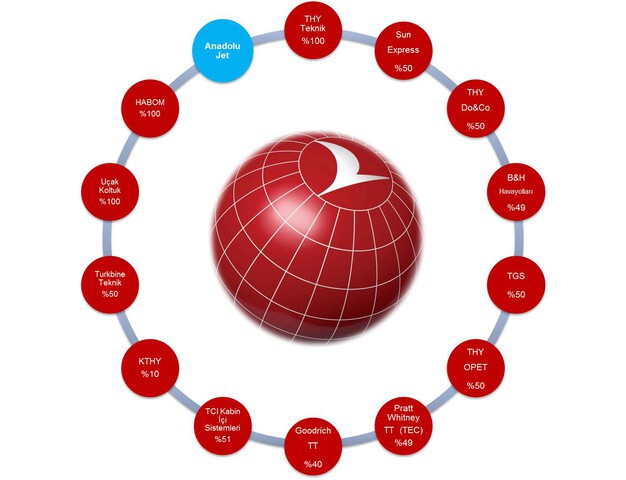 THY
Teknik
%100
Sun
Express
%50
THY
Do&Co
%50
B&H
Havayolları
%49
TGS
%50
THY
OPET
%50
Pratt
Whitney
TT (TEC)
%49
Goodrich
TT
%40
TCI Kabin
İçi
Sistemleri
%51
KTHY
%10
Turkbine
Teknik
%50
Uçak
Koltuk
%100
HABOM
%100
Anadolu
Jet